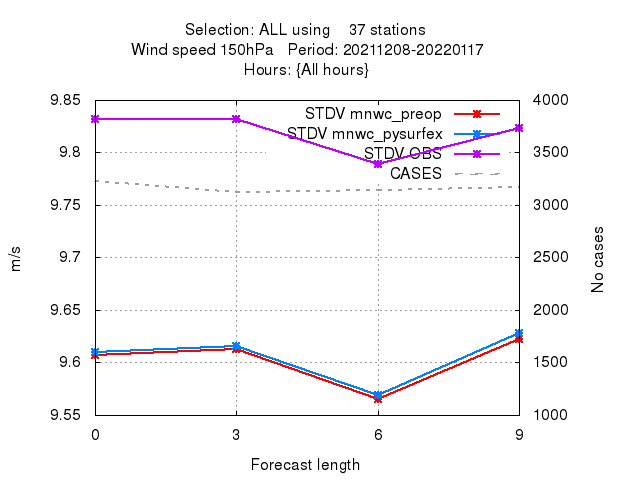 Selection: ALL using 37 stations
Wind speed 150hPa Period: 20211208-20220117
Hours: {All hours}
9.85
9.8
9.75
9.7
9.65
9.6
9.55
4000
3500
3000
2500
2000
1500
1000
STDV mnwc_preop
STDV mnwc_pysurfex
STDV OBS
CASES
m/s
No cases
0 3 6 9
Forecast length